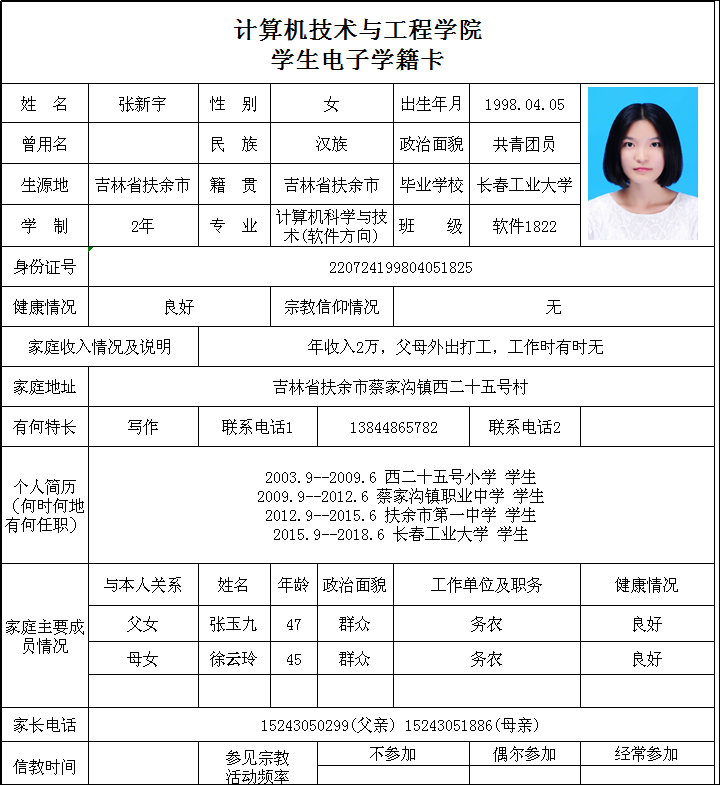 计算机技术与工程学院
学生电子学籍卡
姓 名 张新宇 性 别 女 出生年月 1998.04.05
曾用名 民 族 汉族 政治面貌 共青团员
生源地 吉林省扶余市 籍 贯 吉林省扶余市 毕业学校 长春工业大学
学 制 2年 专 业 计算机科学与技术(软件方向) 班 级 软件1822
身份证号 220724199804051825
健康情况 良好 宗教信仰情况 无
家庭收入情况及说明 年收入2万，父母外出打工，工作时有时无
家庭地址 吉林省扶余市蔡家沟镇西二十五号村
有何特长 写作 联系电话1 13844865782 联系电话2
个人简历
（何时何地
有何任职）
2003.9--2009.6 西二十五号小学 学生
2009.9--2012.6 蔡家沟镇职业中学 学生
2012.9--2015.6 扶余市第一中学 学生
2015.9--2018.6 长春工业大学 学生
家庭主要成
员情况
与本人关系 姓名 年龄 政治面貌 工作单位及职务 健康情况
父女 张玉九 47 群众 务农 良好
母女 徐云玲 45 群众 务农 良好
家长电话 15243050299(父亲) 15243051886(母亲)
信教时间 参见宗教
活动频率
不参加 偶尔参加 经常参加